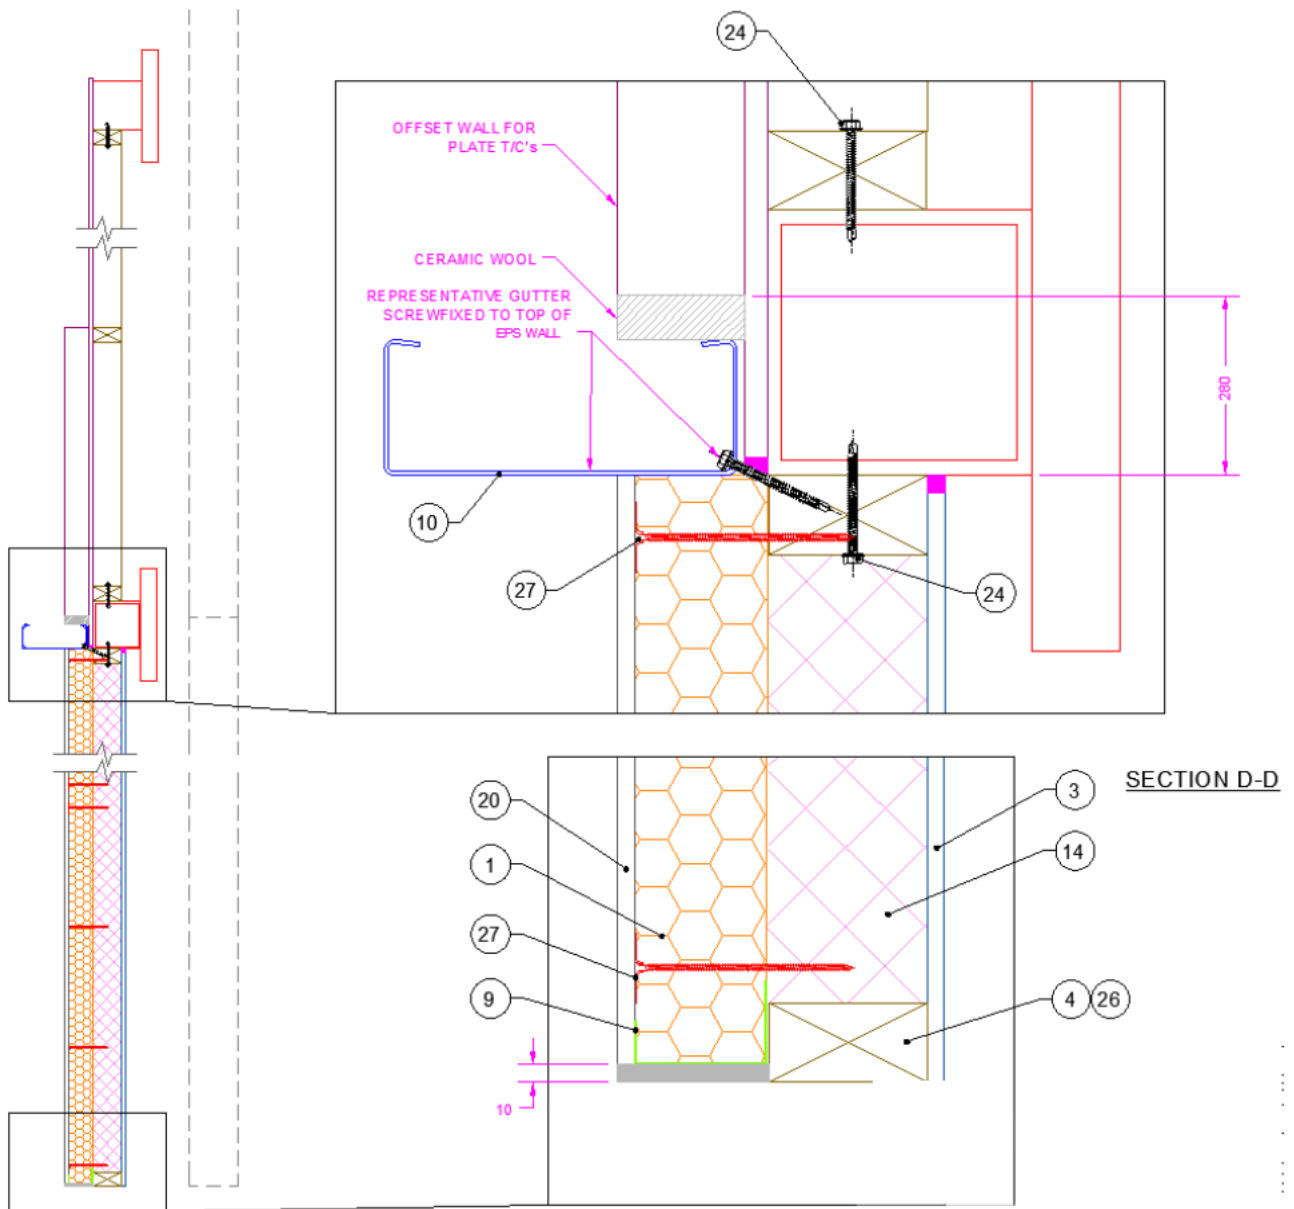 24
OFFSET WALL FOR
PLATE T/C's
CERAMIC WOOL
REPRESENTATIVE GUTTER
SCREWFIXED TO TOP OF
EPS WALL
280
10
27
24
SECTION D-D
20
3
1
14
27
9
4
26
10